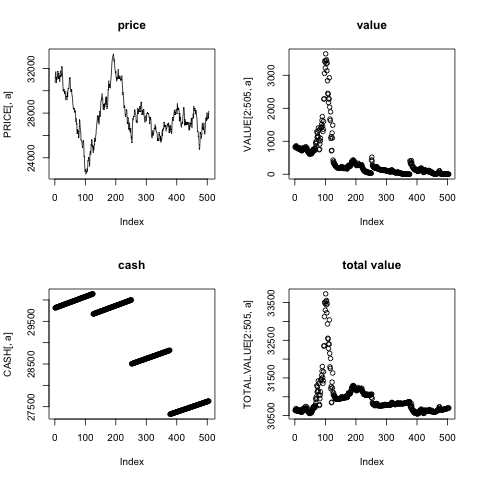 price
PRICE[, a]
32000
28000
24000
0 100 200 300 400 500
Index
value
VALUE[2:505, a]
3000
2000
1000
0
0 100 200 300 400 500
Index
cash
CASH[, a]
29500
28500
27500
0 100 200 300 400 500
Index
total value
TOTAL.VALUE[2:505, a]
33500
31500
30500
0 100 200 300 400 500
Index